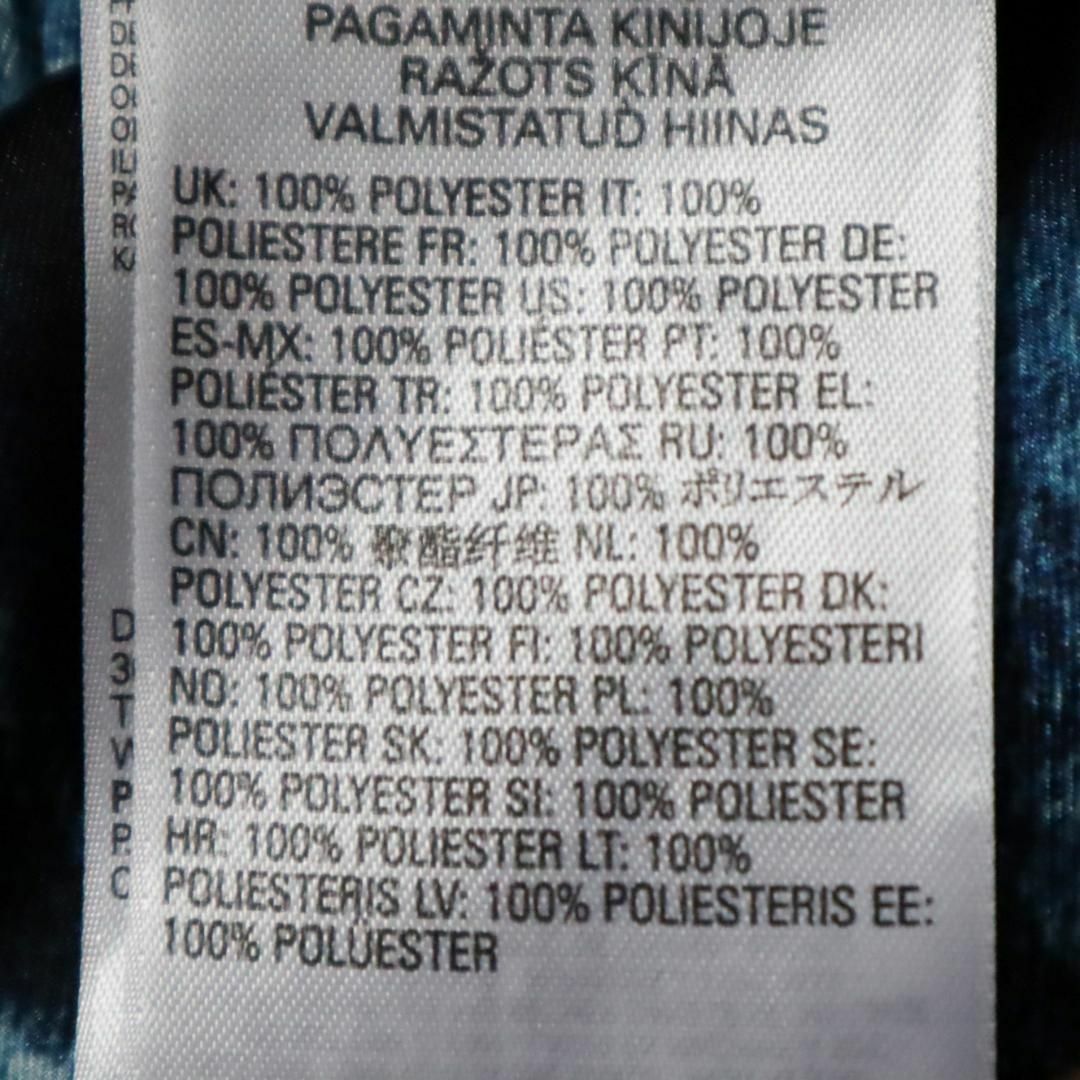 PAGAMINTA KINIJOJE
RAŽOTS ĶĪNĀ
VALMISTATUD HIINAS
UK: 100% POLYESTER IT: 100%
POLIESTERE FR: 100% POLYESTER DE:
100% POLYESTER US: 100% POLYESTER
ES-MX: 100% POLIÉSTER PT: 100%
POLIÉSTER TR: 100% POLYESTER EL:
100% ΠΟΛΥΕΣΤΕΡΑΣ RU: 100%
ПОЛИЭСТЕР JP: 100% ポリエステル
CN: 100% 聚酯纤维 NL: 100%
POLYESTER CZ: 100% POLYESTER DK:
100% POLYESTER FI: 100% POLYESTERI
NO: 100% POLYESTER PL: 100%
POLIESTER SK: 100% POLYESTER SE:
100% POLYESTER SI: 100% POLIESTER
HR: 100% POLIESTER LT: 100%
POLIESTERIS LV: 100% POLIESTERIS EE:
100% POLÜESTER